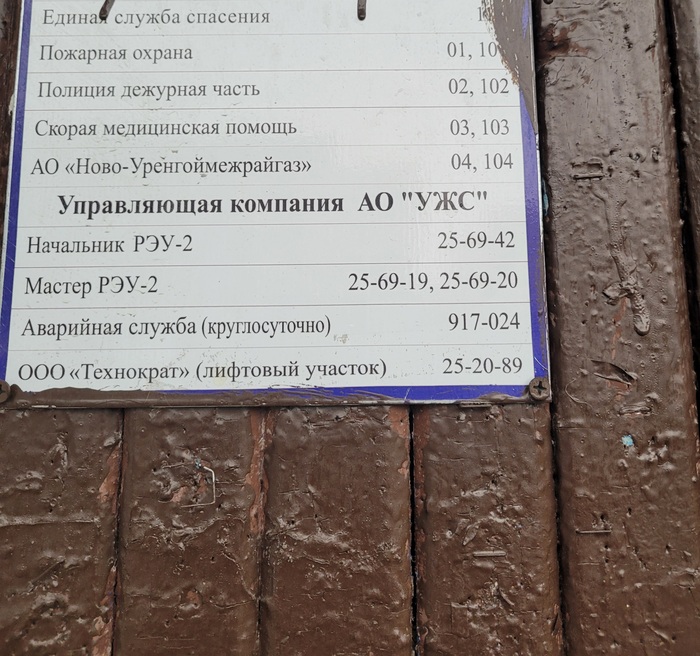 Единая служба спасения
Пожарная охрана 01,
Полиция дежурная часть 02, 102
Скорая медицинская помощь 03, 103
АО «Ново-Уренгоймежрайгаз» 04, 104
Управляющая компания АО "УЖС"
Начальник РЭУ-2 25-69-42
Мастер РЭУ-2 25-69-19, 25-69-20
Аварийная служба (круглосуточно) 917-024
ООО «Технократ» (лифтовый участок) 25-20-89